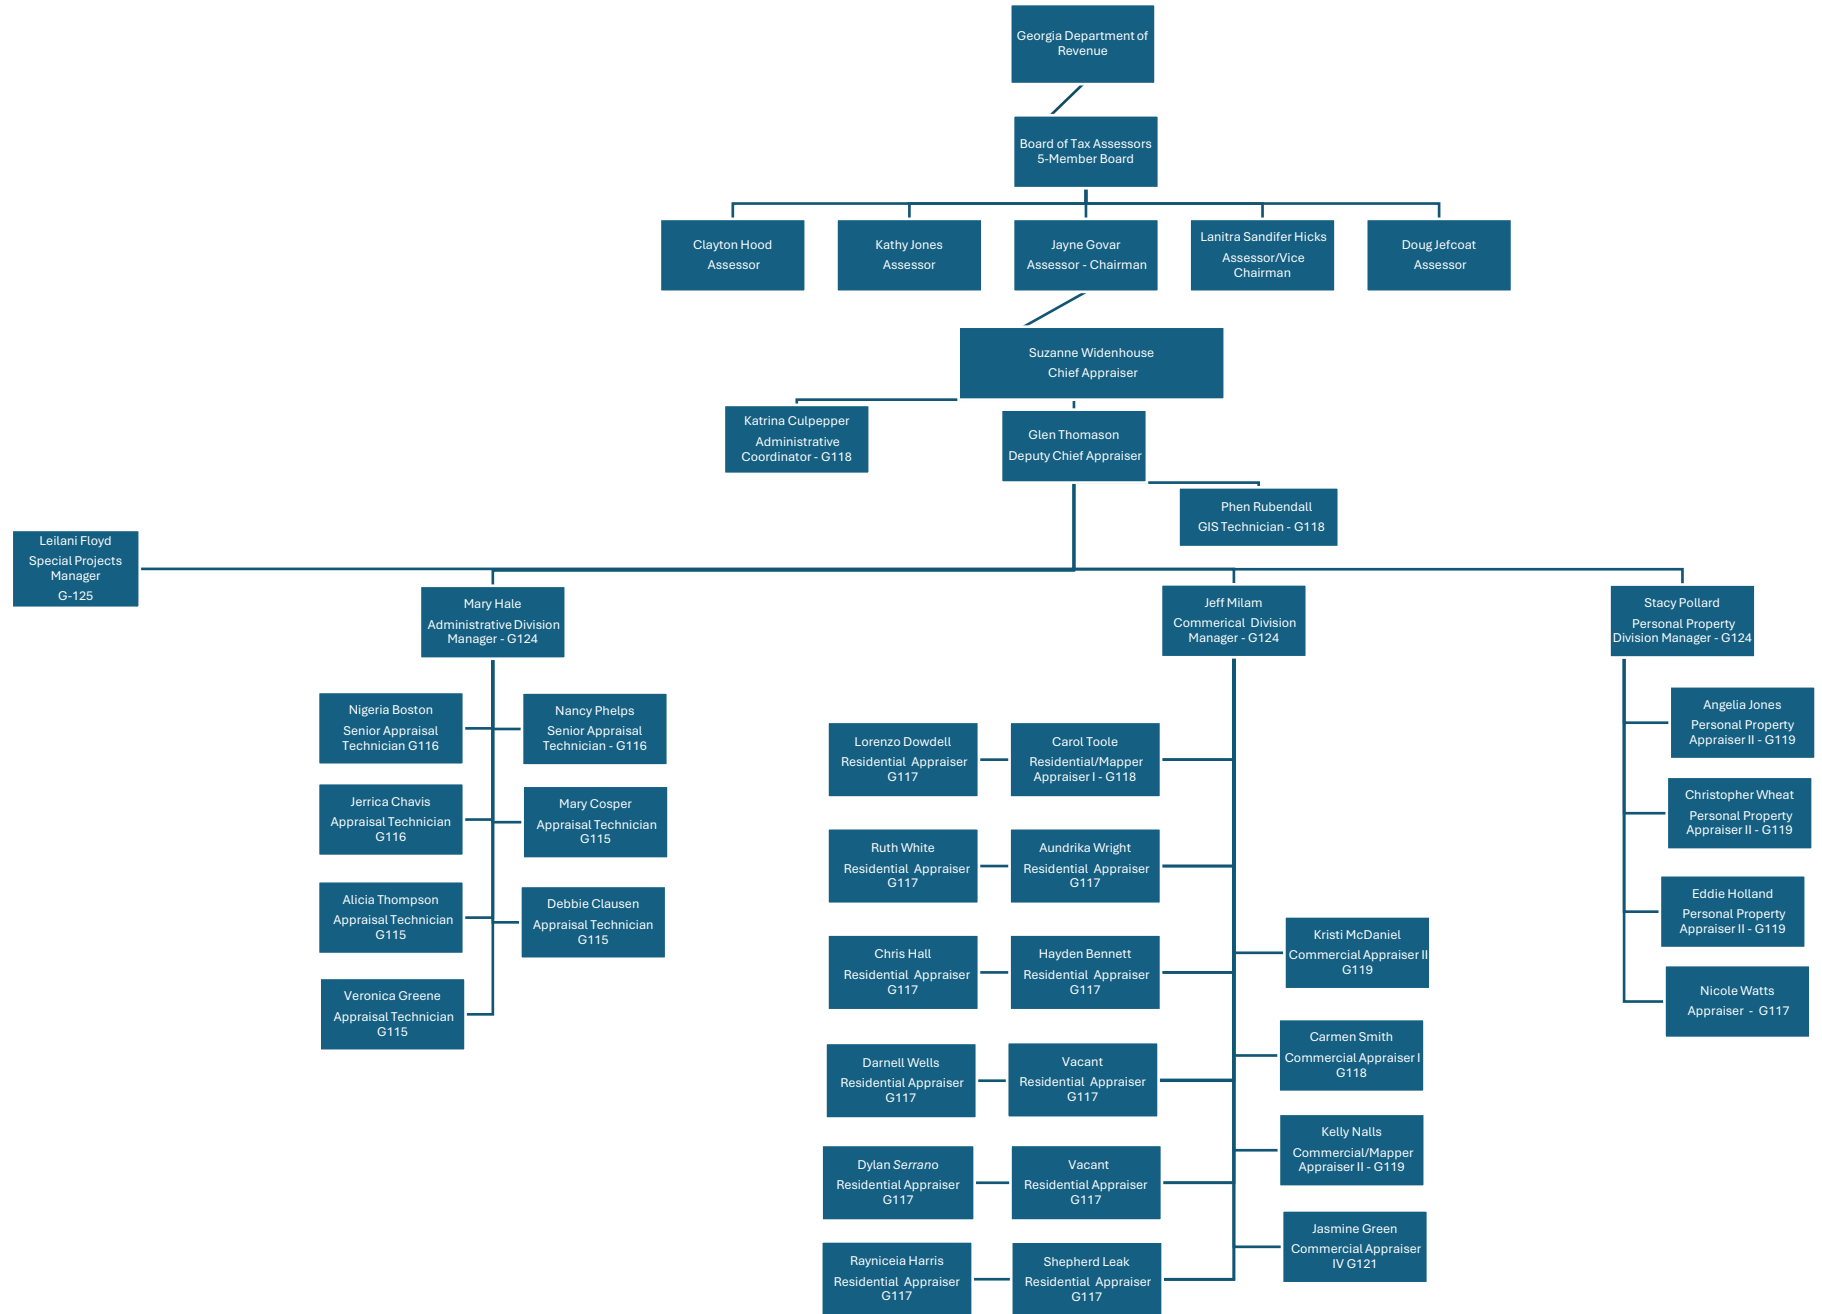 Georgia Department of
Revenue
Board of Tax Assessors
5-Member Board
Clayton Hood
Assessor
Kathy Jones
Assessor
Jayne Govar
Assessor - Chairman
Lanitra Sandifer Hicks
Assessor/Vice
Chairman
Doug Jefcoat
Assessor
Suzanne Widenhouse
Chief Appraiser
Katrina Culpepper
Administrative
Coordinator - G118
Glen Thomason
Deputy Chief Appraiser
Phen Rubendall
GIS Technician - G118
Leilani Floyd
Special Projects
Manager
G-125
Mary Hale
Administrative Division
Manager - G124
Jeff Milam
Commerical Division
Manager - G124
Stacy Pollard
Personal Property
Division Manager - G124
Nigeria Boston
Senior Appraisal
Technician G116
Nancy Phelps
Senior Appraisal
Technician - G116
Jerrica Chavis
Appraisal Technician
G116
Mary Cosper
Appraisal Technician
G115
Alicia Thompson
Appraisal Technician
G115
Debbie Clausen
Appraisal Technician
G115
Veronica Greene
Appraisal Technician
G115
Lorenzo Dowdell
Residential Appraiser
G117
Carol Toole
Residential/Mapper
Appraiser I - G118
Ruth White
Residential Appraiser
G117
Aundrika Wright
Residential Appraiser
G117
Chris Hall
Residential Appraiser
G117
Hayden Bennett
Residential Appraiser
G117
Darnell Wells
Residential Appraiser
G117
Vacant
Residential Appraiser
G117
Dylan Serrano
Residential Appraiser
G117
Vacant
Residential Appraiser
G117
Rayniceia Harris
Residential Appraiser
G117
Shepherd Leak
Residential Appraiser
G117
Kristi McDaniel
Commercial Appraiser II
G119
Carmen Smith
Commercial Appraiser I
G118
Kelly Nalls
Commercial/Mapper
Appraiser II - G119
Jasmine Green
Commercial Appraiser
IV G121
Angelia Jones
Personal Property
Appraiser II - G119
Christopher Wheat
Personal Property
Appraiser II - G119
Eddie Holland
Personal Property
Appraiser II - G119
Nicole Watts
Appraiser - G117